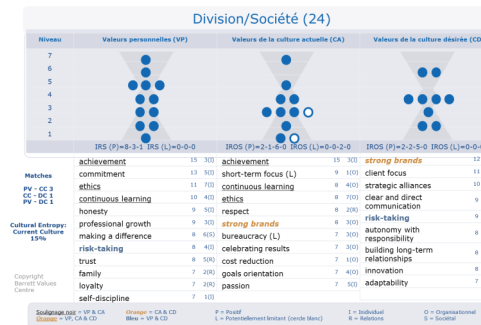 Division/Société (24)
Niveau
Valeurs personnelles (VP)
Valeurs de la culture actuelle (CA)
Valeurs de la culture désirée (CD
7
6
5
4
3
2
1
IRS (P)=8-3-1 IRS (L)=0-0-0
IROS (P)=2-1-6-0 IROS (L)=0-0-2-0
IROS (P)=2-2-5-0 IROS (L)=0-0-
Matches
PV - CC 3
CC - DC 1
PV - DC 1
Cultural Entropy:
Current Culture
15%
Copyright
Barrett Values
Centre
achievement 15 3(I)
commitment 13 5(I)
ethics 11 7(I)
continuous learning 10 4(I)
honesty 9 5(I)
professional growth 9 3(I)
making a difference 8 6(S)
risk-taking 8 4(I)
trust 8 5(R)
family 7 2(R)
loyalty 7 2(R)
self-discipline 7 1(I)
achievement 15 3(I)
short-term focus (L) 9 1(O)
continuous learning 8 4(I)
ethics 8 7(O)
respect 8 2(R)
strong brands 8 3(O)
bureaucracy (L) 7 3(O)
celebrating results 7 3(O)
cost reduction 7 1(O)
goals orientation 7 4(O)
passion 7 5(I)
strong brands 12
client focus 11
strategic alliances 10
clear and direct
communication 9
risk-taking 9
autonomy with
responsibility 8
building long-term
relationships 8
innovation 8
adaptability 7
Soulignage noir = VP & CA
Orange = CA & CD
P = Positif
I = Individual
O = Organisationnel
Orange = VP, CA & CD
Bleu = VP & CD
L = Potentiellement limitant (cercle blanc)
R = Relations
S = Sociétal